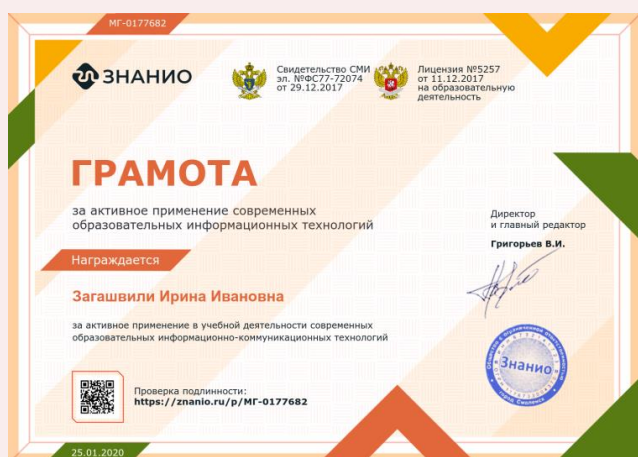 МГ-0177682
ЗНАНИО
Свидетельство СМИ
эл. №ФС77-72074
от 29.12.2017
Лицензия №5257
от 11.12.2017
на образовательную
деятельность
ГРАМОТА
за активное применение современных
образовательных информационных технологий
Директор
и главный редактор
Григорьев В.И.
Награждается
Загашвили Ирина Ивановна
за активное применение в учебной деятельности современных
образовательных информационно-коммуникационных технологий
Знанио
город Смоленск
Проверка подлинности:
https://znanio.ru/p/МГ-0177682
25.01.2020